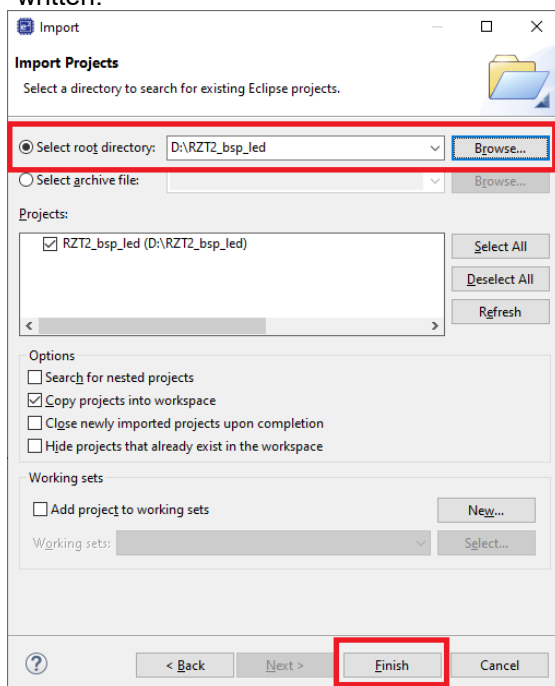 written.
Import
Import Projects
Select a directory to search for existing Eclipse projects.
Select root directory: D:\RZT2_bsp_led Browse...
Select archive file: Browse...
Projects:
RZT2_bsp_led (D:\RZT2_bsp_led) Select All
Deselect All
Refresh
Options
Search for nested projects
Copy projects into workspace
Close newly imported projects upon completion
Hide projects that already exist in the workspace
Working sets
Add project to working sets New...
Working sets: Select...
? < Back Next > Finish Cancel